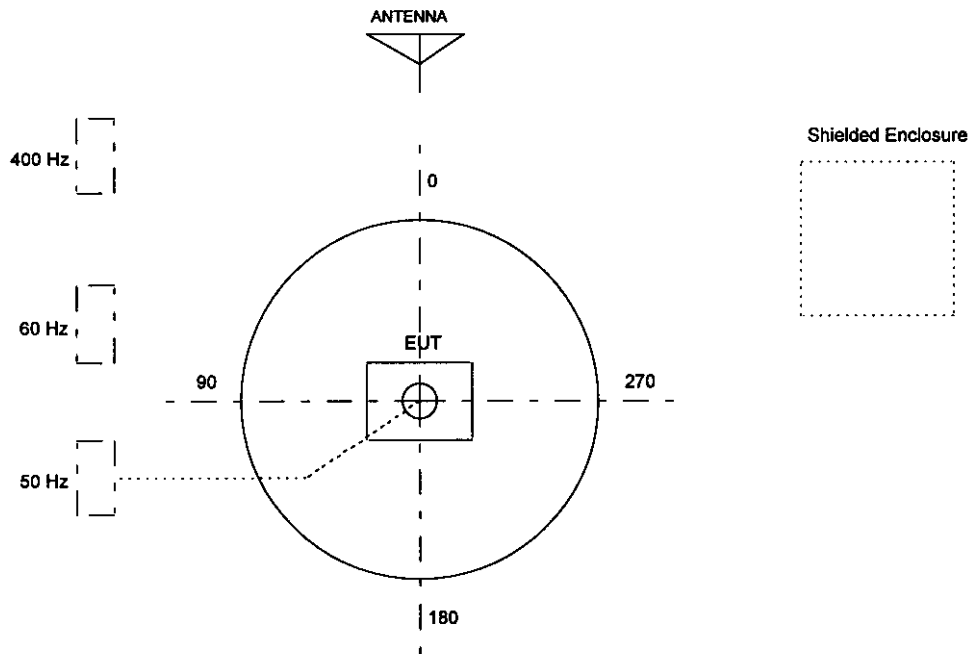 ANTENNA
Shielded Enclosure
400 Hz
0
60 Hz
EUT
90
270
50 Hz
180